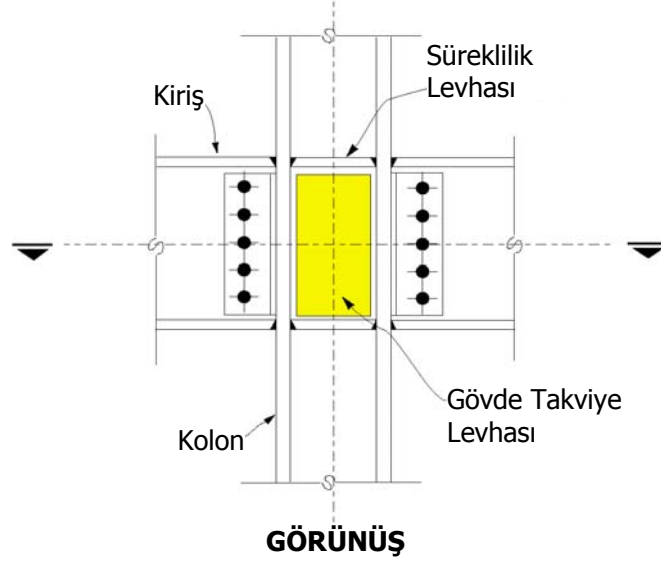 Süreklilik
Levhası
Kiriş
Gövde Takviye
Levhası
Kolon
GÖRÜNÜŞ